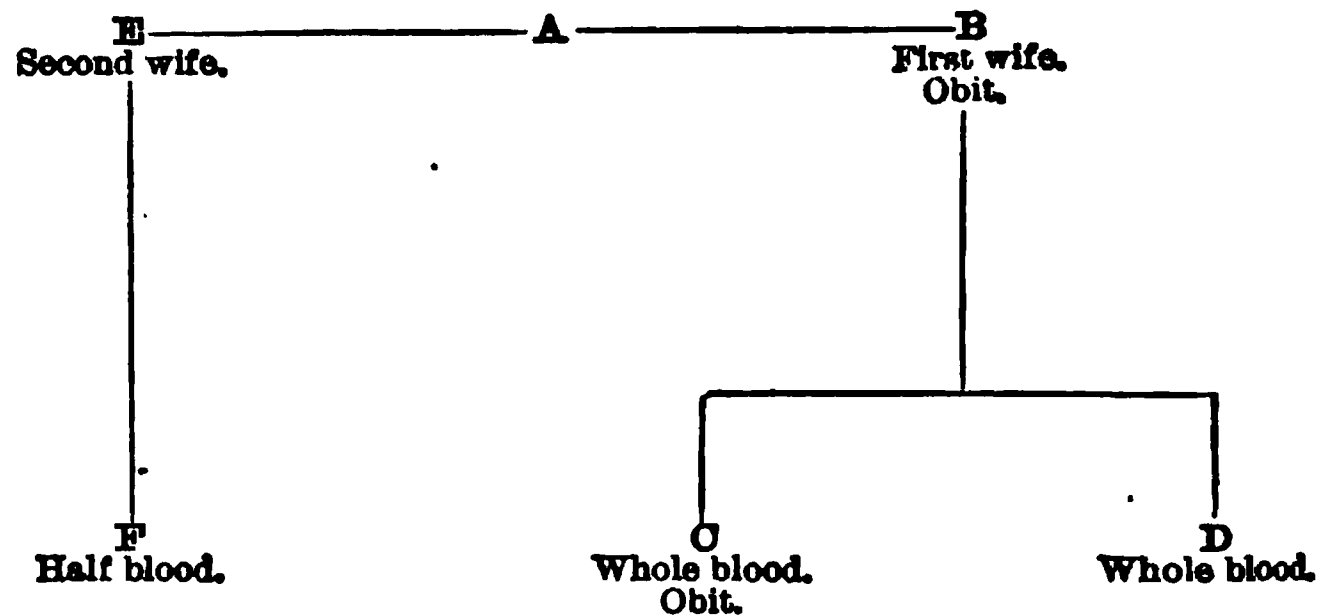 E A B
Second wife. First wife.
Obit.
F C D
Half blood. Whole blood. Whole blood.
Obit.